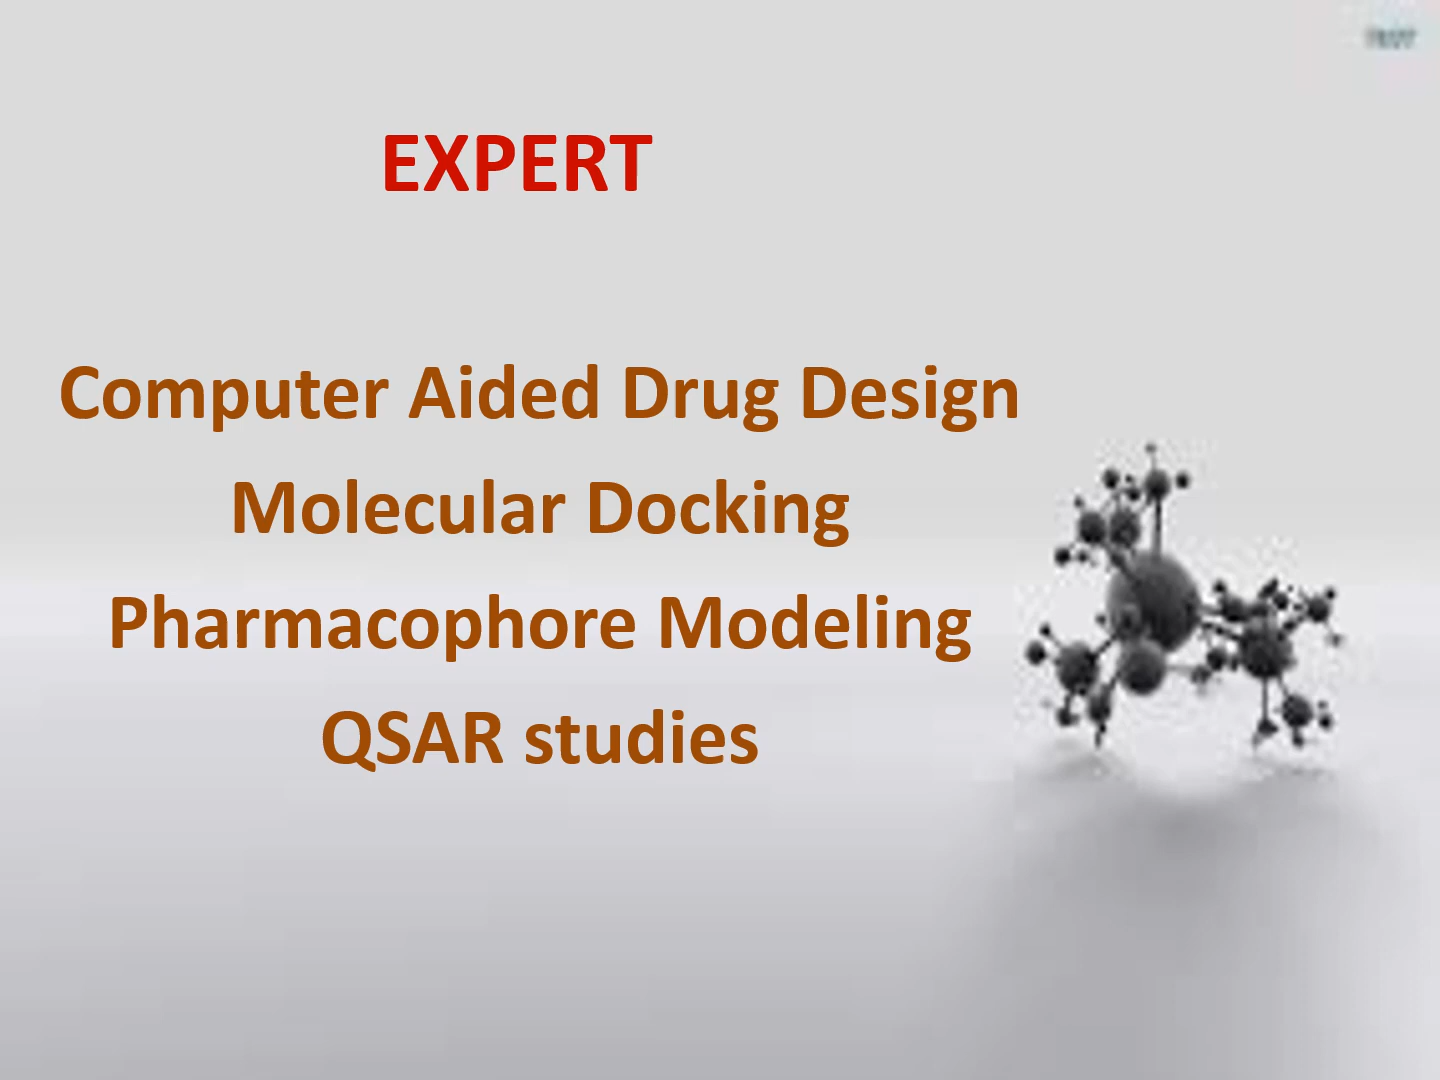 EXPERT
Computer Aided Drug Design
Molecular Docking
Pharmacophore Modeling
QSAR studies